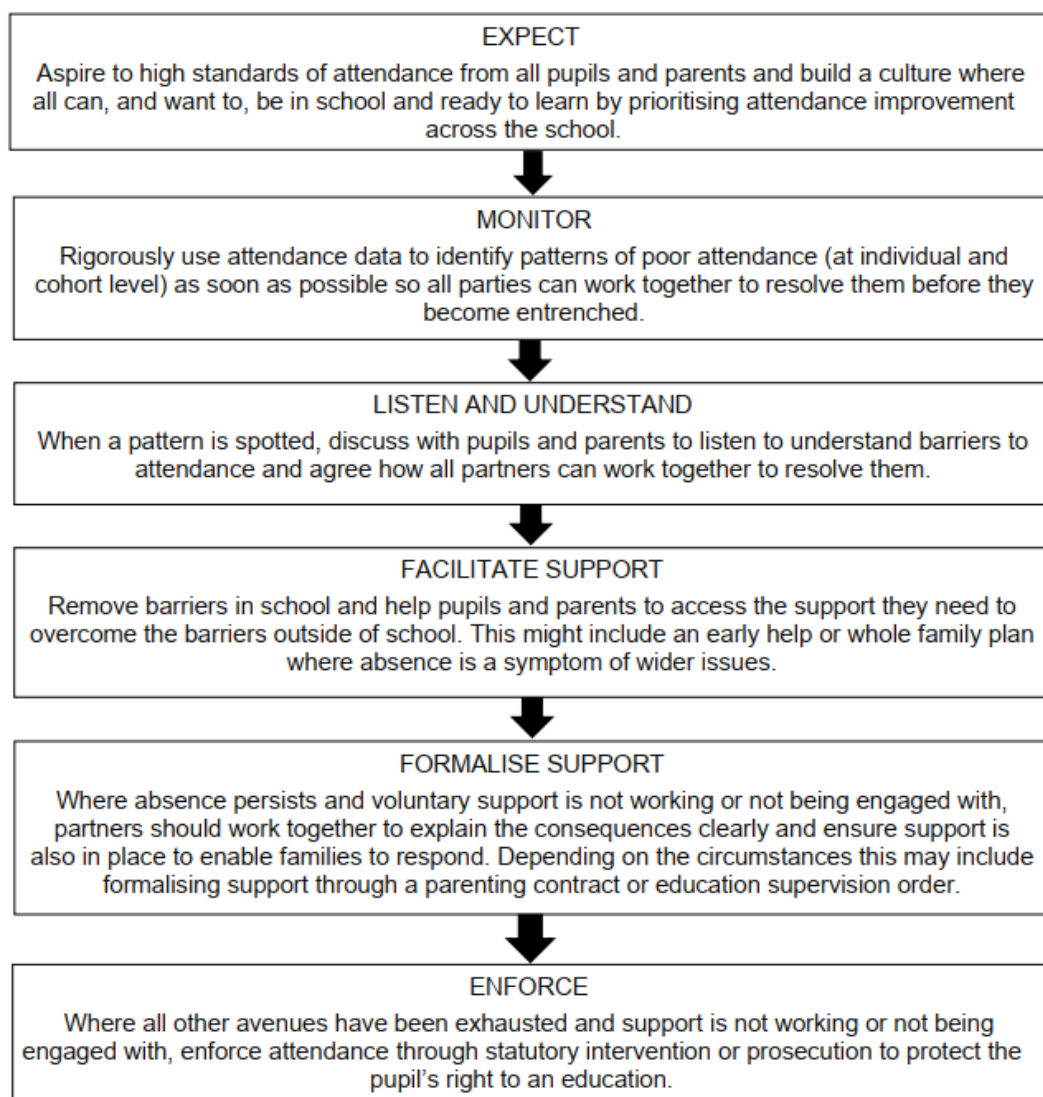 EXPECT
Aspire to high standards of attendance from all pupils and parents and build a culture where
all can, and want to, be in school and ready to learn by prioritising attendance improvement
across the school.
MONITOR
Rigorously use attendance data to identify patterns of poor attendance (at individual and
cohort level) as soon as possible so all parties can work together to resolve them before they
become entrenched.
LISTEN AND UNDERSTAND
When a pattern is spotted, discuss with pupils and parents to listen to understand barriers to
attendance and agree how all partners can work together to resolve them.
FACILITATE SUPPORT
Remove barriers in school and help pupils and parents to access the support they need to
overcome the barriers outside of school. This might include an early help or whole family plan
where absence is a symptom of wider issues.
FORMALISE SUPPORT
Where absence persists and voluntary support is not working or not being engaged with,
partners should work together to explain the consequences clearly and ensure support is
also in place to enable families to respond. Depending on the circumstances this may include
formalising support through a parenting contract or education supervision order.
ENFORCE
Where all other avenues have been exhausted and support is not working or not being
engaged with, enforce attendance through statutory intervention or prosecution to protect the
pupil's right to an education.